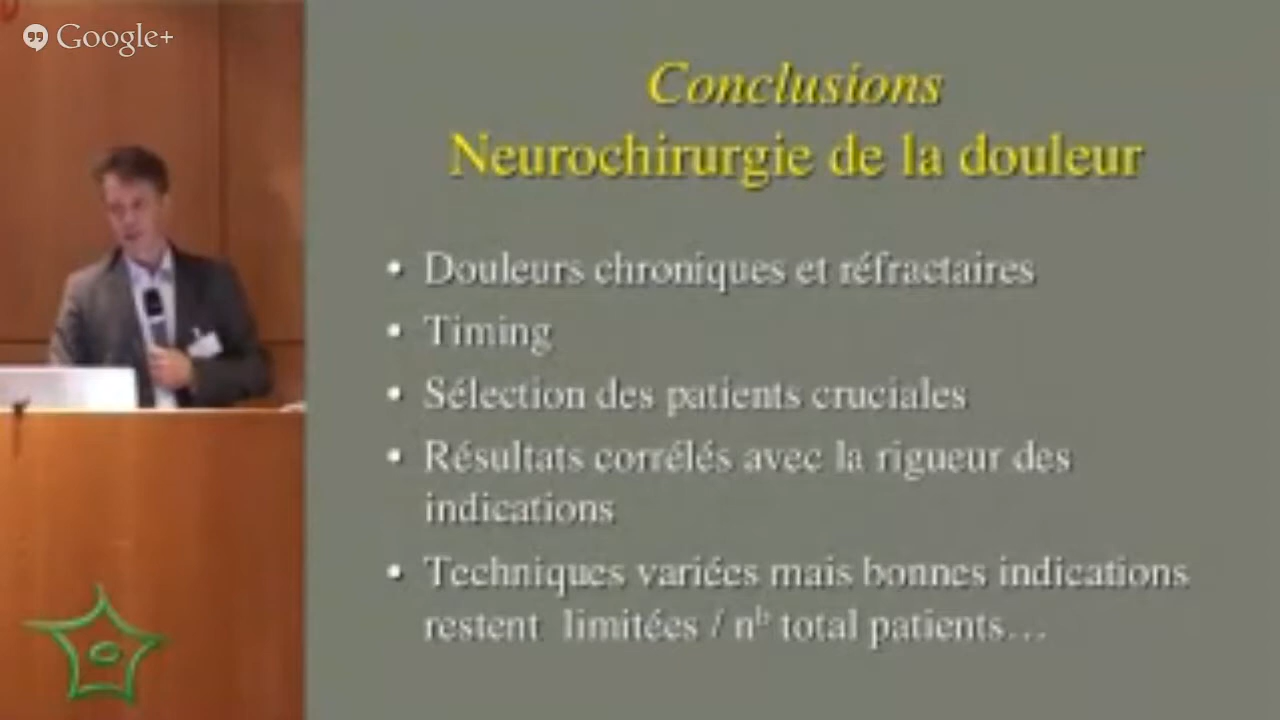 Google+
Conclusions
Neurochirurgie de la douleur
• Douleurs chroniques et réfractaires
• Timing
• Sélection des patients cruciales
• Résultats corrélés avec la rigueur des
indications
• Techniques variées mais bonnes indications
restent limitées / nb total patients…